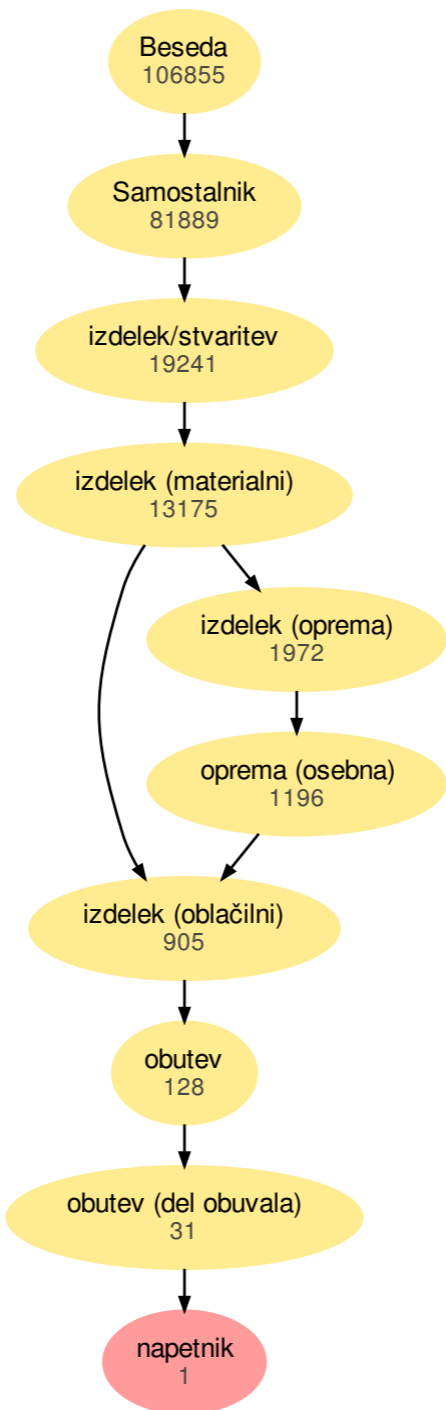 Beseda
106855
Samostalnik
81889
izdelek/stvaritev
19241
izdelek (materialni)
13175
izdelek (oprema)
1972
oprema (osebna)
1196
izdelek (oblačilni)
905
obutev
128
obutev (del obuvala)
31
napetnik
1